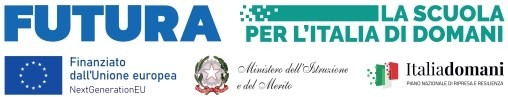 FUTURA
LA SCUOLA
PER L'ITALIA DI DOMANI
Finanziato
dall'Unione europea
NextGenerationEU
Ministero dell'Istruzione
e del Merito
Italiadomani
PIANO NAZIONALE DI RIPRESA E RESILIENZA